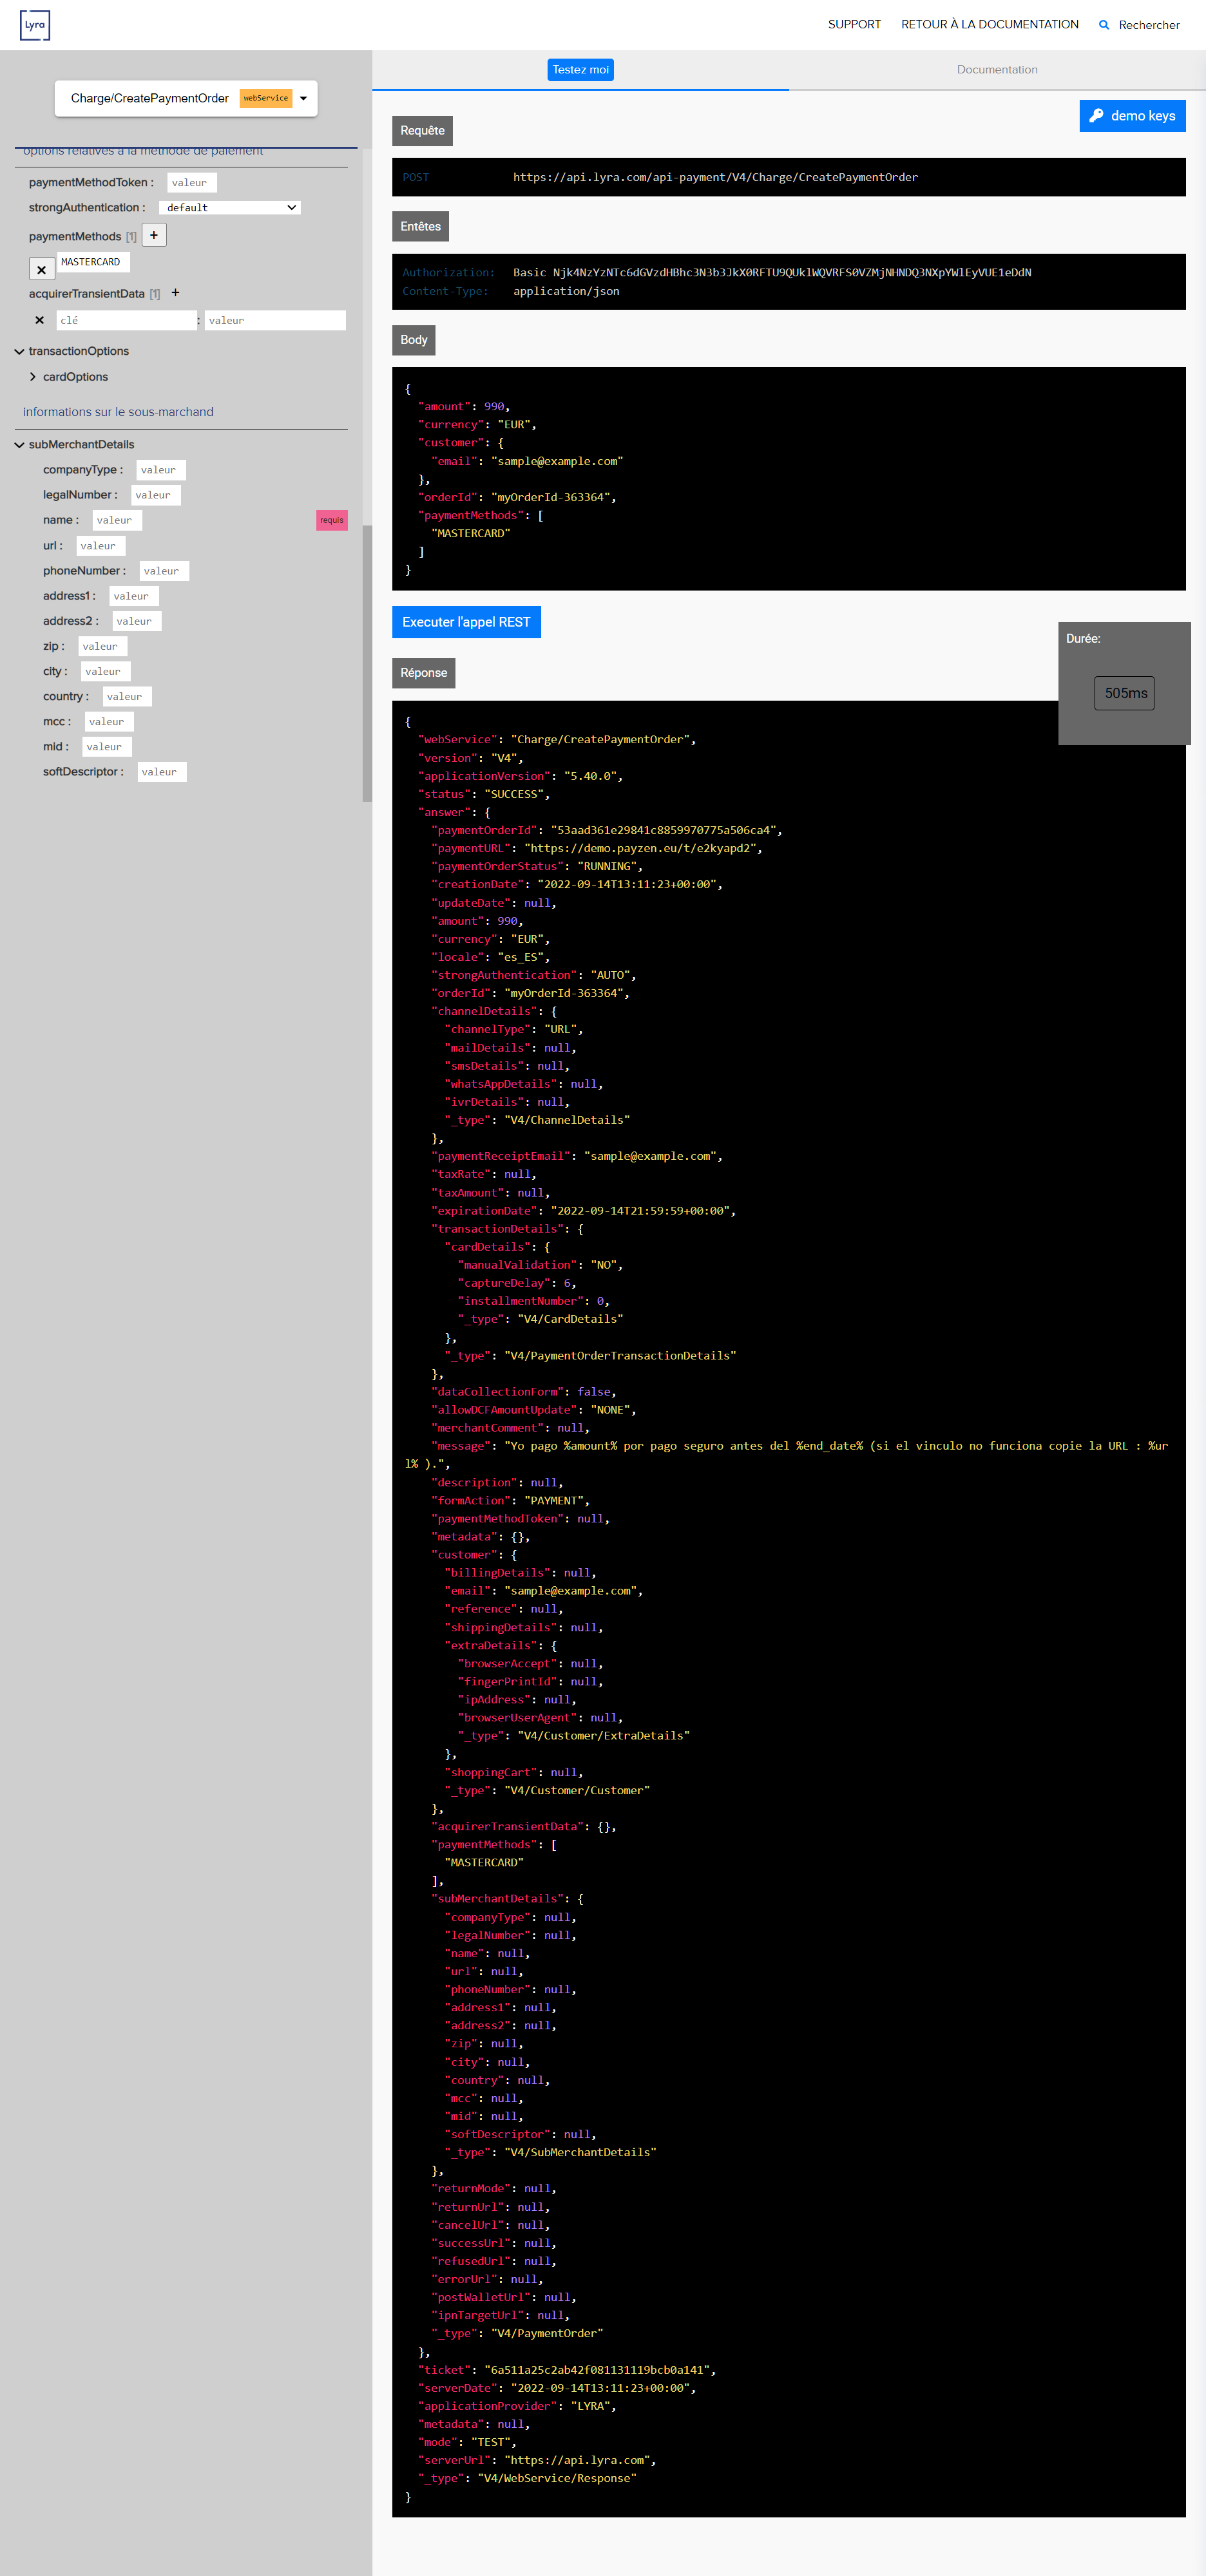 Lyra
SUPPORT
RETOUR À LA DOCUMENTATION
Rechercher
Charge/CreatePaymentOrder webService
options relatives à la méthode de paiement
paymentMethodToken : valeur
strongAuthentication : default
paymentMethods [1] +
MASTERCARD
acquirerTransientData [1] +
clé : valeur
transactionOptions
cardOptions
informations sur le sous-marchand
subMerchantDetails
companyType : valeur
legalNumber : valeur
name : valeur requis
url : valeur
phoneNumber : valeur
address1 : valeur
address2 : valeur
zip : valeur
city : valeur
country : valeur
mcc : valeur
mid : valeur
softDescriptor : valeur
Testez moi
Documentation
demo keys
Requête
POST https://api.lyra.com/api-payment/V4/Charge/CreatePaymentOrder
Entêtes
Content-Type: application/json
Body
{
"amount": 990,
"currency": "EUR",
"customer": {
"email": "sample@example.com"
},
"orderId": "myOrderId-363364",
"paymentMethods": [
"MASTERCARD"
]
}
Executer l'appel REST
Durée:
505ms
Réponse
{
"webService": "Charge/CreatePaymentOrder",
"version": "V4",
"applicationVersion": "5.40.0",
"status": "SUCCESS",
"answer": {
"paymentOrderId": "53aad361e29841c8859970775a506ca4",
"paymentURL": "https://demo.payzen.eu/t/e2kyapd2",
"paymentOrderStatus": "RUNNING",
"creationDate": "2022-09-14T13:11:23+00:00",
"updateDate": null,
"amount": 990,
"currency": "EUR",
"locale": "es_ES",
"strongAuthentication": "AUTO",
"orderId": "myOrderId-363364",
"channelDetails": {
"channelType": "URL",
"mailDetails": null,
"smsDetails": null,
"whatsAppDetails": null,
"ivrDetails": null,
"_type": "V4/ChannelDetails"
},
"paymentReceiptEmail": "sample@example.com",
"taxRate": null,
"taxAmount": null,
"expirationDate": "2022-09-14T21:59:59+00:00",
"transactionDetails": {
"cardDetails": {
"manualValidation": "NO",
"captureDelay": 6,
"installmentNumber": 0,
"_type": "V4/CardDetails"
},
"_type": "V4/PaymentOrderTransactionDetails"
},
"dataCollectionForm": false,
"allowDCFAmountUpdate": "NONE",
"merchantComment": null,
"message": "Yo pago %amount% por pago seguro antes del %end_date% (si el vinculo no funciona copie la URL : %ur
l% ).",
"description": null,
"formAction": "PAYMENT",
"paymentMethodToken": null,
"metadata": {},
"customer": {
"billingDetails": null,
"email": "sample@example.com",
"reference": null,
"shippingDetails": null,
"extraDetails": {
"browserAccept": null,
"fingerPrintId": null,
"ipAddress": null,
"browserUserAgent": null,
"_type": "V4/Customer/ExtraDetails"
},
"shoppingCart": null,
"_type": "V4/Customer/Customer"
},
"acquirerTransientData": {},
"paymentMethods": [
"MASTERCARD"
],
"subMerchantDetails": {
"companyType": null,
"legalNumber": null,
"name": null,
"url": null,
"phoneNumber": null,
"address1": null,
"address2": null,
"zip": null,
"city": null,
"country": null,
"mcc": null,
"mid": null,
"softDescriptor": null,
"_type": "V4/SubMerchantDetails"
},
"returnMode": null,
"returnUrl": null,
"cancelUrl": null,
"successUrl": null,
"refusedUrl": null,
"errorUrl": null,
"postWalletUrl": null,
"ipnTargetUrl": null,
"_type": "V4/PaymentOrder"
},
"ticket": "6a511a25c2ab42f081131119bcb0a141",
"serverDate": "2022-09-14T13:11:23+00:00",
"applicationProvider": "LYRA",
"metadata": null,
"mode": "TEST",
"serverUrl": "https://api.lyra.com",
"_type": "V4/WebService/Response"
}